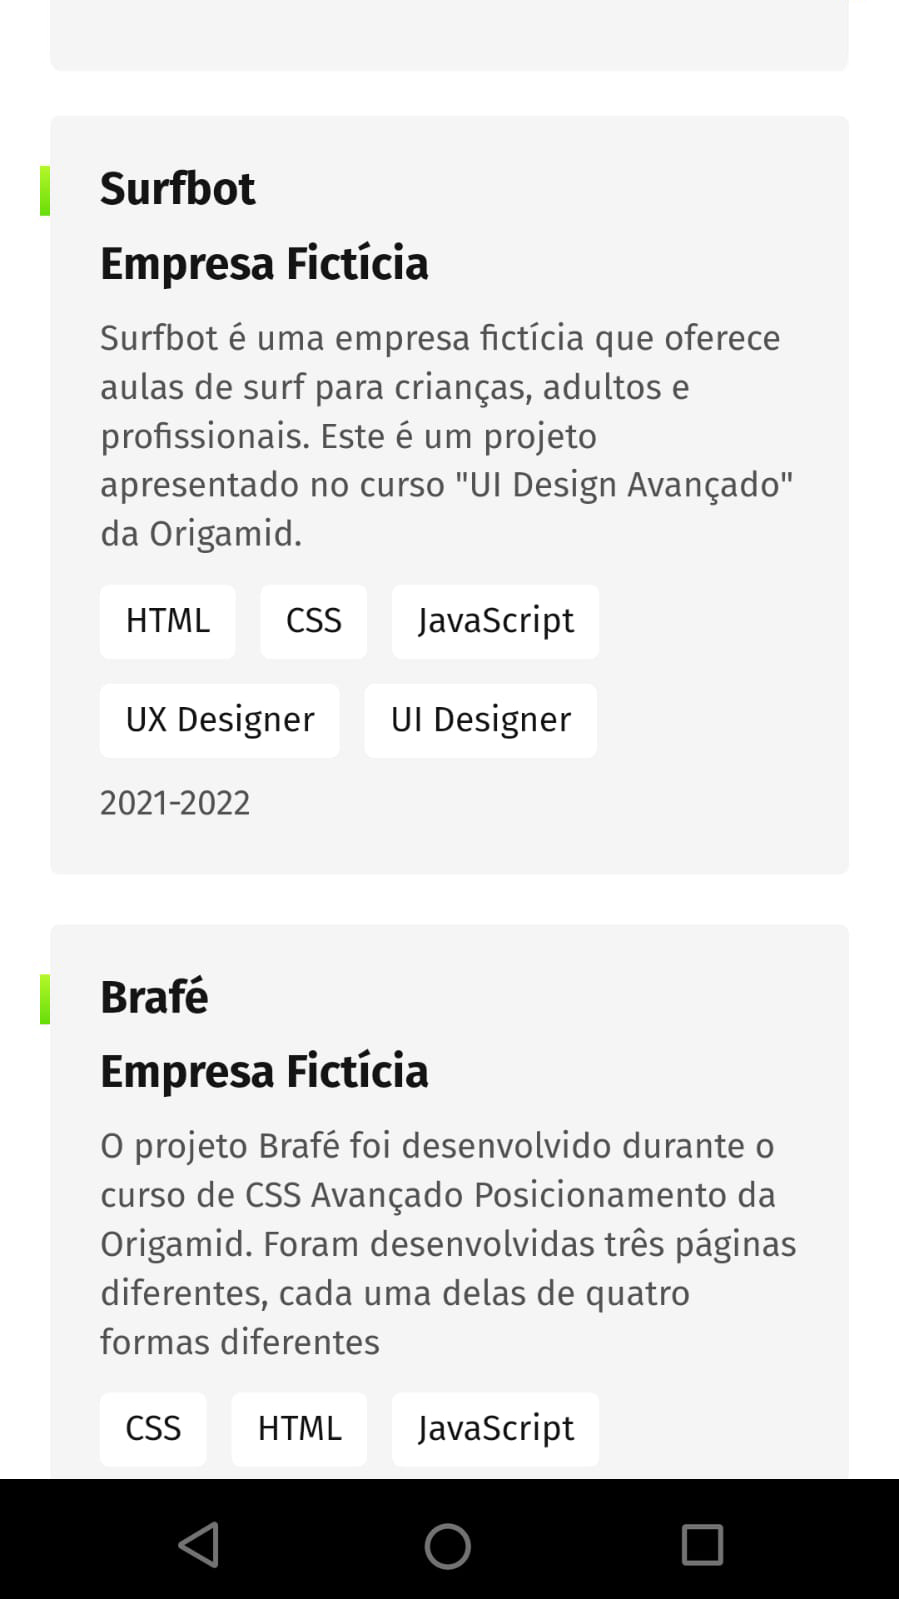 Surfbot
Empresa Fictícia
Surfbot é uma empresa fictícia que oferece
aulas de surf para crianças, adultos e
profissionais. Este é um projeto
apresentado no curso "UI Design Avançado"
da Origamid.
HTML CSS JavaScript
UX Designer UI Designer
2021-2022
Brafé
Empresa Fictícia
O projeto Brafé foi desenvolvido durante o
curso de CSS Avançado Posicionamento da
Origamid. Foram desenvolvidas três páginas
diferentes, cada uma delas de quatro
formas diferentes
CSS HTML JavaScript